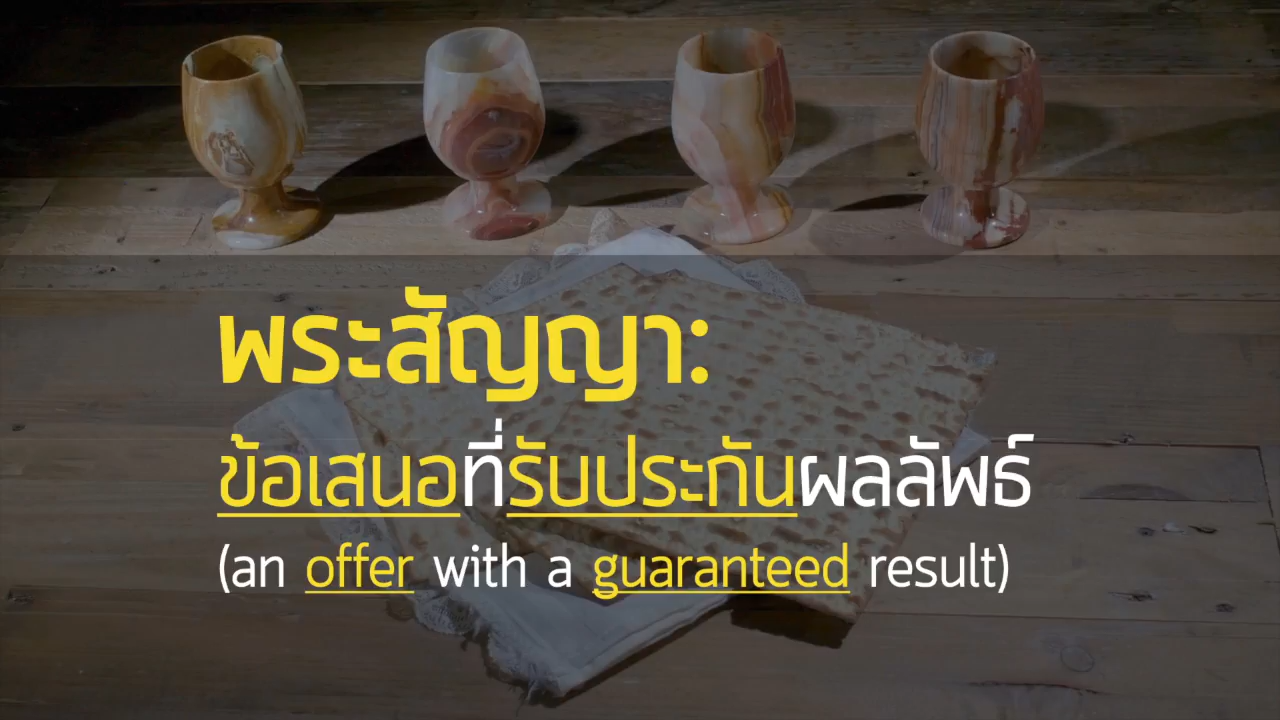 พระสัญญา:
ข้อเสนอที่รับประกันผลลัพธ์
(an offer with a guaranteed result)